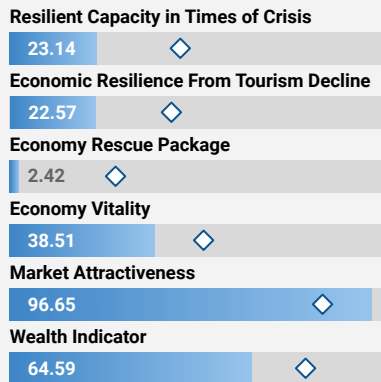 Resilient Capacity in Times of Crisis
23.14
Economic Resilience From Tourism Decline
22.57
Economy Rescue Package
2.42
Economy Vitality
38.51
Market Attractiveness
96.65
Wealth Indicator
64.59